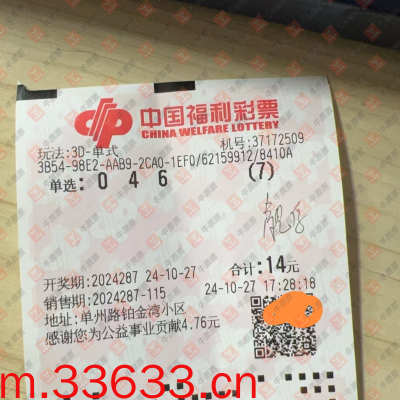 中国福利彩票
CHINA WELFARE LOTTERY
玩法:3D-单式
机号:37172509
3B54-98E2-AAB9-2CA0-1EF0/62159912/8410A
单选: 0 4 6 (7)
开奖期:2024287 24-10-27 合计:14元
销售期:2024287-115 24-10-27 17:28:18
地址:单州路铂金湾小区
感谢您为公益事业贡献4.76元
m.33633.cn